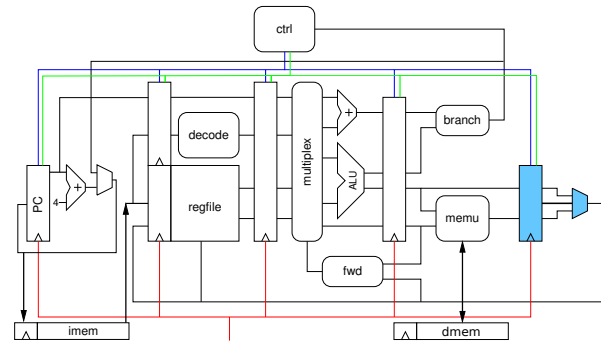 ctrl
+
branch
decode
multiplex
ALU
PC
+
4
regfile
memu
fwd
imem
dmem